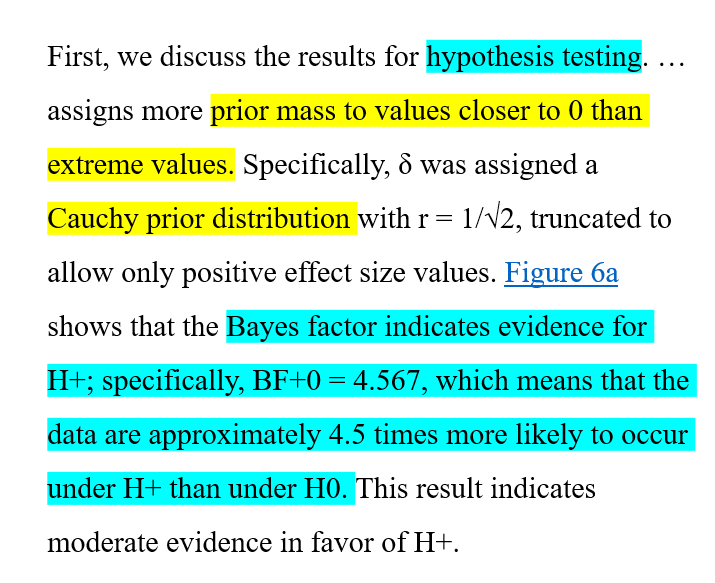 First, we discuss the results for hypothesis testing. …
assigns more prior mass to values closer to 0 than
extreme values. Specifically, δ was assigned a
Cauchy prior distribution with r = 1/√2, truncated to
allow only positive effect size values. Figure 6a
shows that the Bayes factor indicates evidence for
H+; specifically, BF+0 = 4.567, which means that the
data are approximately 4.5 times more likely to occur
under H+ than under H0. This result indicates
moderate evidence in favor of H+.